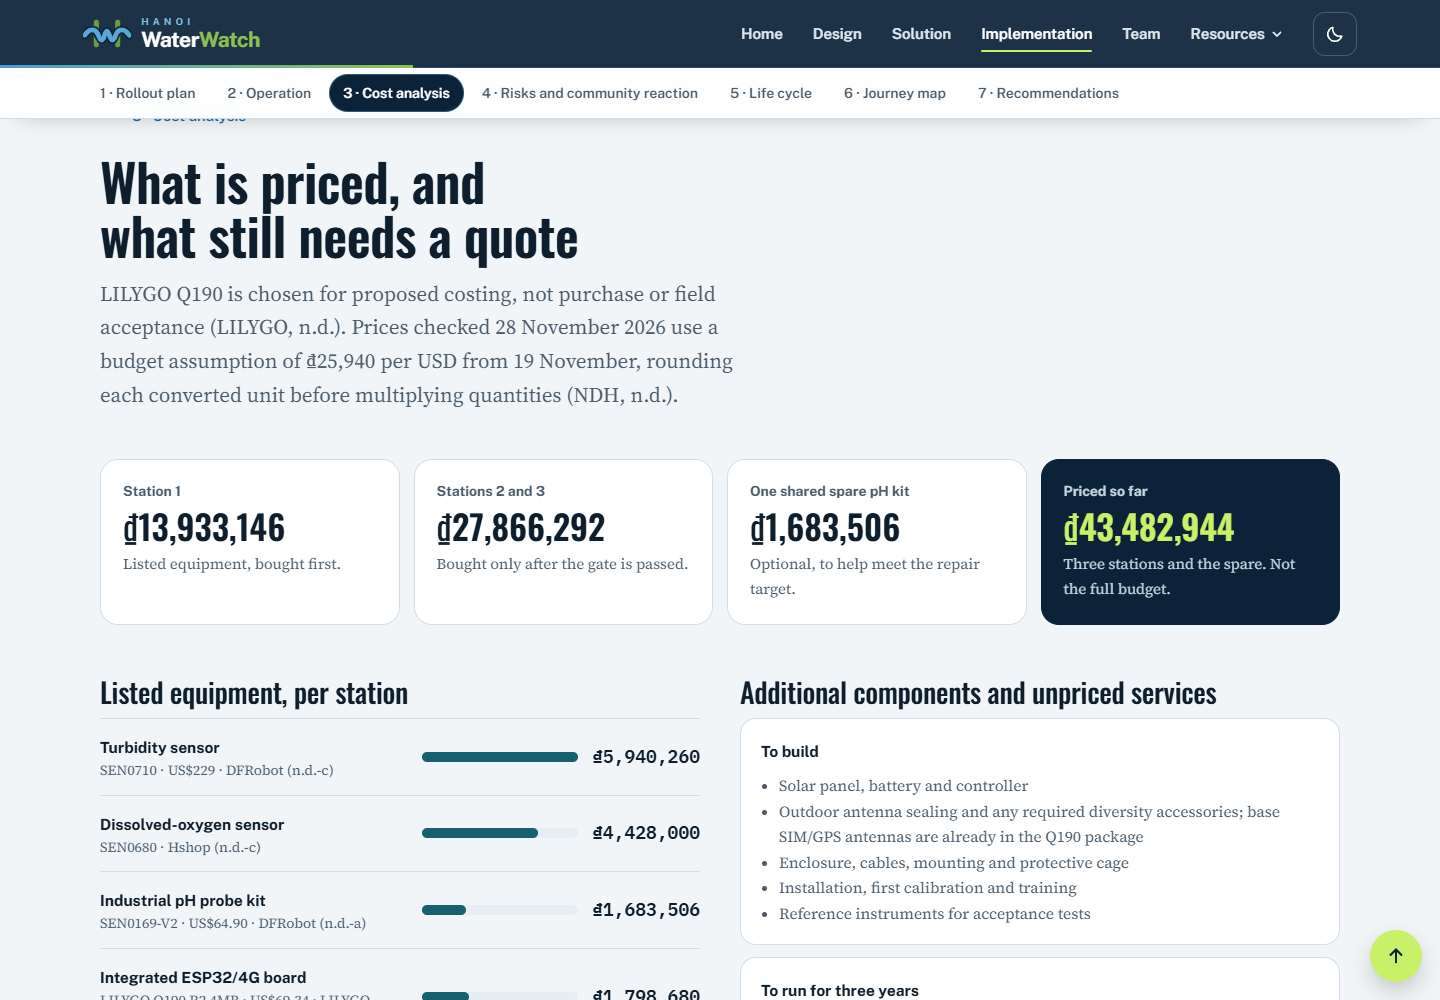 HANOI
WaterWatch
Home
Design
Solution
Implementation
Team
Resources
1 · Rollout plan
2 · Operation
3 · Cost analysis
4 · Risks and community reaction
5 · Life cycle
6 · Journey map
7 · Recommendations
What is priced, and
what still needs a quote
LILYGO Q190 is chosen for proposed costing, not purchase or field
acceptance (LILYGO, n.d.). Prices checked 28 November 2026 use a
budget assumption of ₫25,940 per USD from 19 November, rounding
each converted unit before multiplying quantities (NDH, n.d.).
Station 1
₫13,933,146
Listed equipment, bought first.
Stations 2 and 3
₫27,866,292
Bought only after the gate is passed.
One shared spare pH kit
₫1,683,506
Optional, to help meet the repair
target.
Priced so far
₫43,482,944
Three stations and the spare. Not
the full budget.
Listed equipment, per station
Turbidity sensor
SEN0710 · US$229 · DFRobot (n.d.-c)
₫5,940,260
Dissolved-oxygen sensor
SEN0680 · Hshop (n.d.-c)
₫4,428,000
Industrial pH probe kit
SEN0169-V2 · US$64.90 · DFRobot (n.d.-a)
₫1,683,506
Integrated ESP32/4G board
₫1,798,680
Additional components and unpriced services
To build
• Solar panel, battery and controller
• Outdoor antenna sealing and any required diversity accessories; base
SIM/GPS antennas are already in the Q190 package
• Enclosure, cables, mounting and protective cage
• Installation, first calibration and training
• Reference instruments for acceptance tests
To run for three years